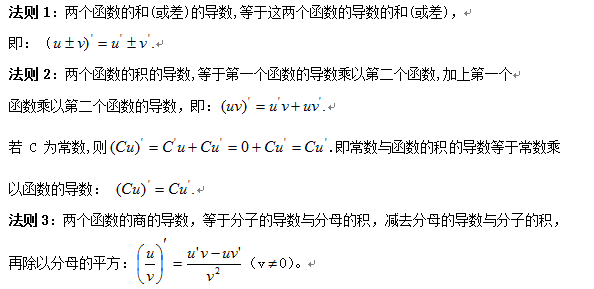 法则1：两个函数的和(或差)的导数,等于这两个函数的导数的和(或差)，
即： (u±v)'=u'±v'.
法则2：两个函数的积的导数,等于第一个函数的导数乘以第二个函数,加上第一个
函数乘以第二个函数的导数，即：(uv)'=u'v+uv'.
若 C 为常数,则(Cu)'=C'u+Cu'=0+Cu'=Cu'.即常数与函数的积的导数等于常数乘
以函数的导数： (Cu)'=Cu'.
法则3：两个函数的商的导数，等于分子的导数与分母的积，减去分母的导数与分子的积，
再除以分母的平方：(u/v)'=(u'v-uv')/v²（v≠0）。